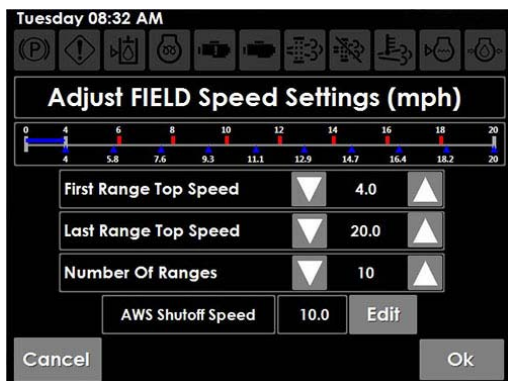 Tuesday 08:32 AM
(P)
Adjust FIELD Speed Settings (mph)
0 4 6 8 10 12 14 16 18 20
4 5.8 7.6 9.3 11.1 12.9 14.7 16.4 18.2 20
First Range Top Speed 4.0
Last Range Top Speed 20.0
Number Of Ranges 10
AWS Shutoff Speed 10.0 Edit
Cancel Ok